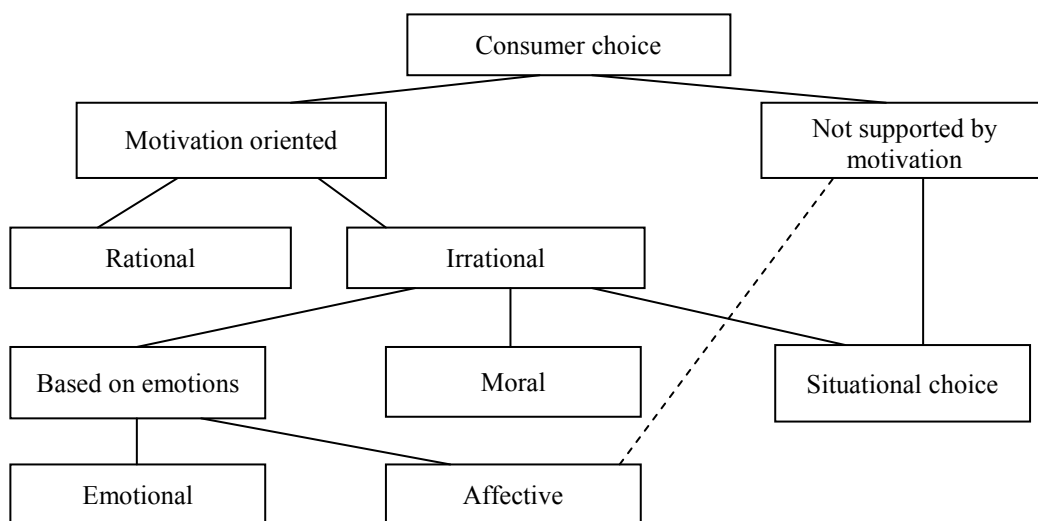 Consumer choice
Motivation oriented
Not supported by
motivation
Rational
Irrational
Based on emotions
Moral
Situational choice
Emotional
Affective